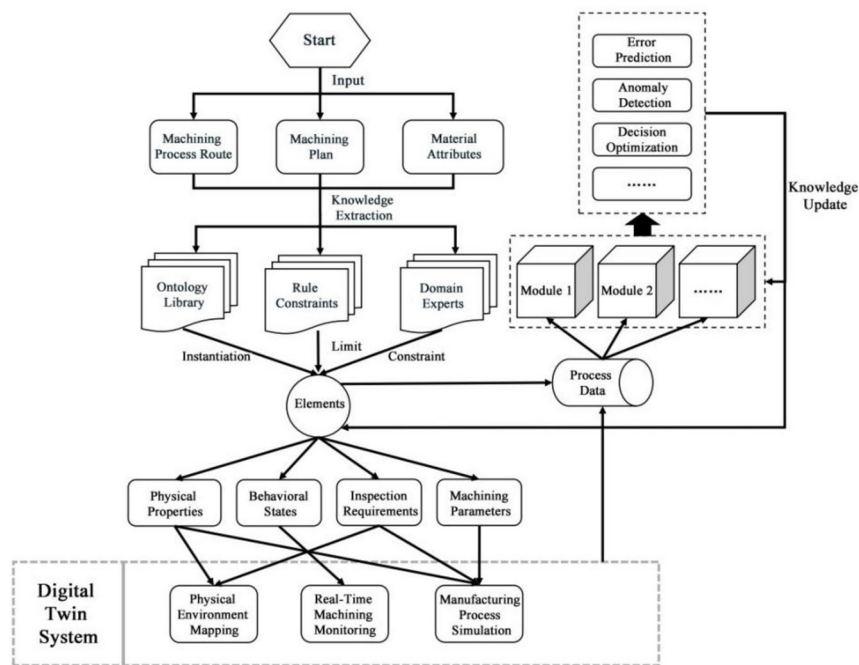 Start
Input
Error
Prediction
Anomaly
Detection
Decision
Optimization
......
Machining
Process Route
Machining
Plan
Material
Attributes
Knowledge
Extraction
Knowledge
Update
Ontology
Library
Rule
Constraints
Domain
Experts
Module 1
Module 2
......
Instantiation
Limit
Constraint
Elements
Process
Data
Physical
Properties
Behavioral
States
Inspection
Requirements
Machining
Parameters
Digital
Twin
System
Physical
Environment
Mapping
Real-Time
Machining
Monitoring
Manufacturing
Process
Simulation